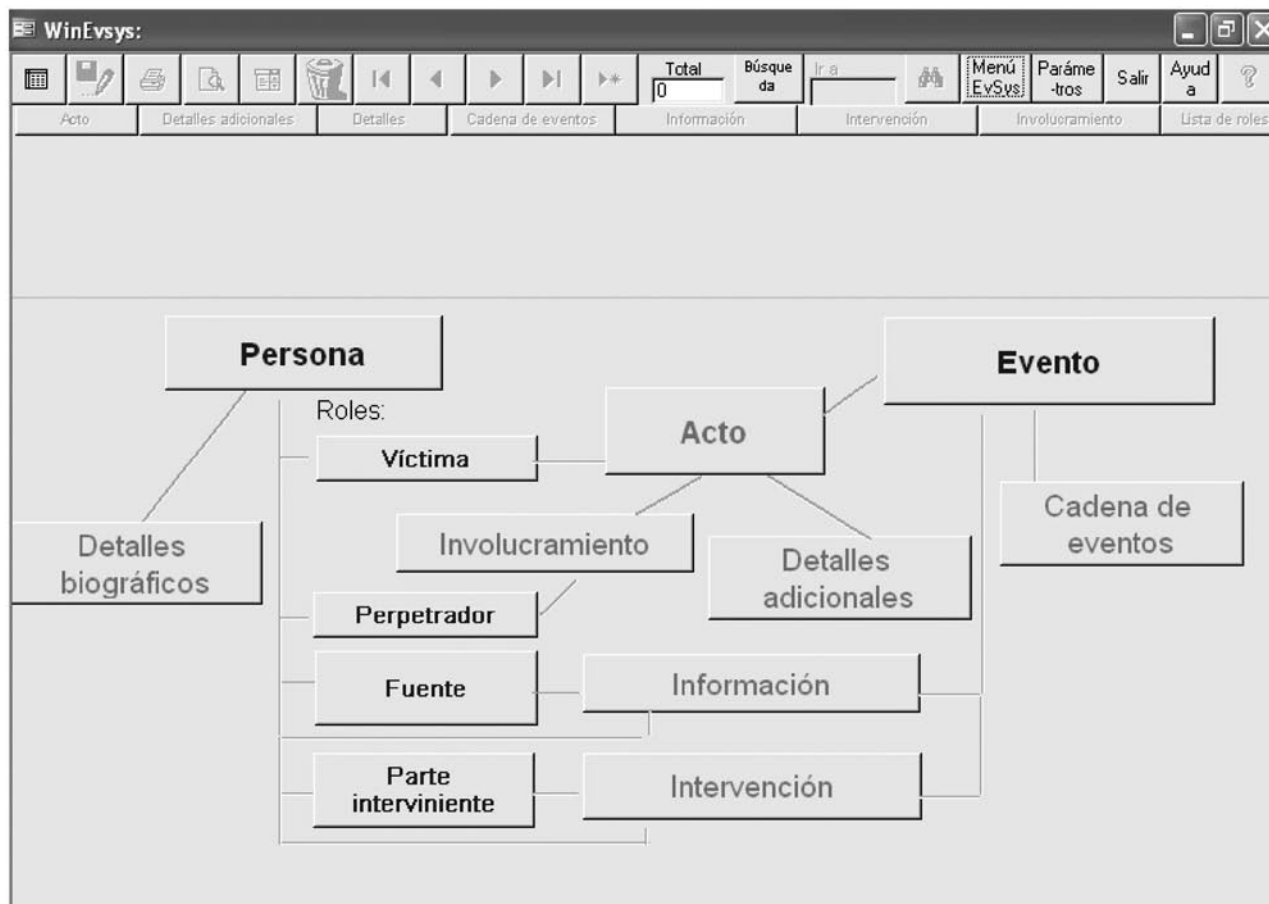 WinEvsys:
Total
0
Búsque
da
Ir a
Menú
EvSys
Paráme
-tros
Salir
Ayud
a
Acto
Detalles adicionales
Detalles
Cadena de eventos
Información
Intervención
Involucramiento
Lista de roles
Persona
Evento
Roles:
Acto
Víctima
Cadena de
eventos
Detalles
biográficos
Involucramiento
Detalles
adicionales
Perpetrador
Fuente
Información
Parte
interviniente
Intervención